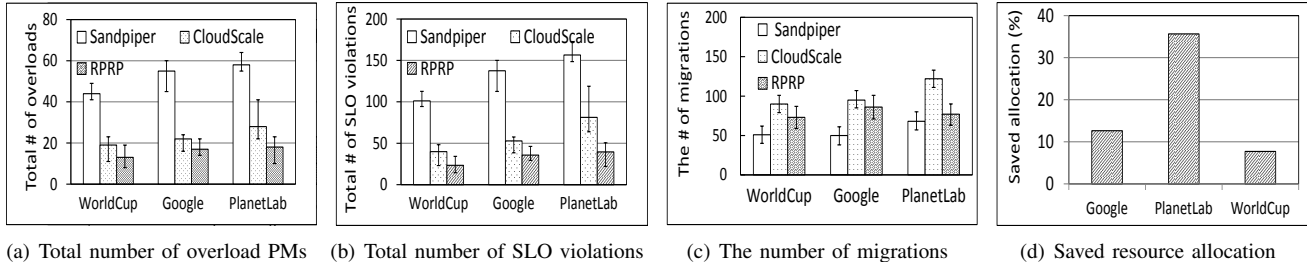 Total # of overloads
80
60
40
20
0
Sandpiper
CloudScale
RPRP
WorldCup
Google
PlanetLab
(a) Total number of overload PMs
Total # of SLO violations
200
150
100
50
0
Sandpiper
CloudScale
RPRP
WorldCup
Google
PlanetLab
(b) Total number of SLO violations
The # of migrations
200
150
100
50
0
Sandpiper
CloudScale
RPRP
WorldCup
Google
PlanetLab
(c) The number of migrations
Saved allocation (%)
40
30
20
10
0
Google
PlanetLab
WorldCup
(d) Saved resource allocation